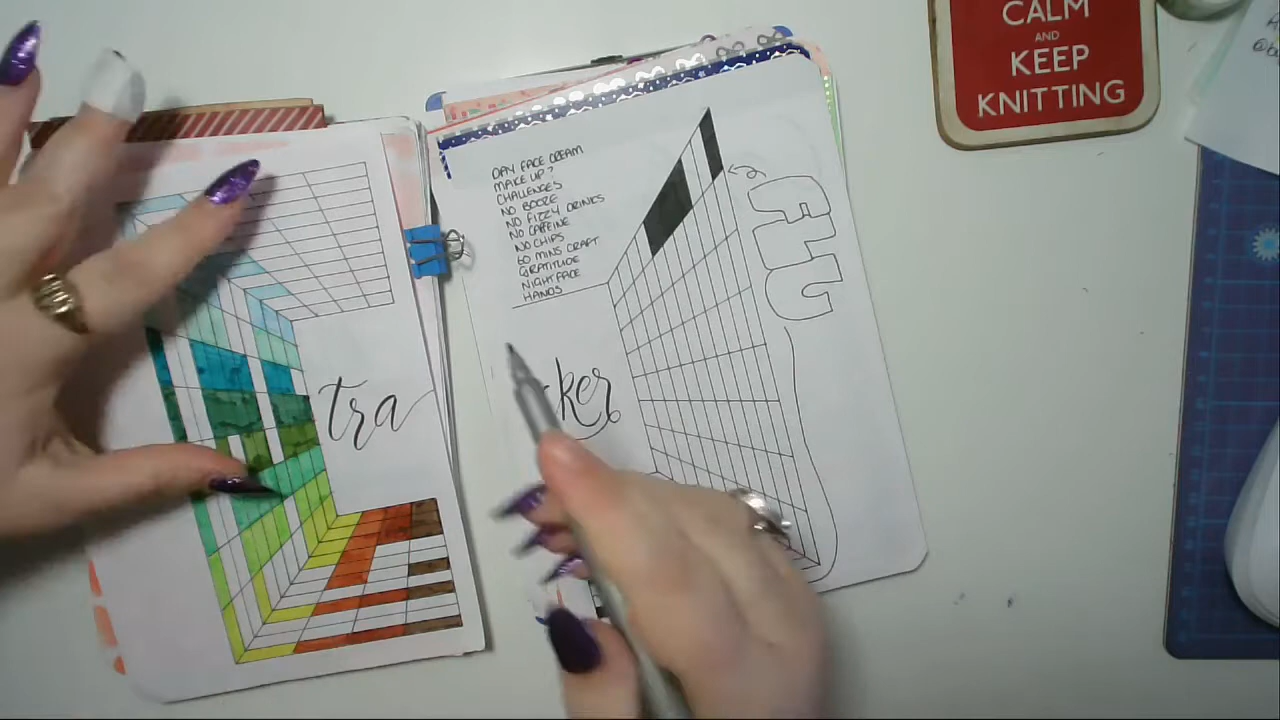 CALM
AND
KEEP
KNITTING
DAY FACE CREAM
MAKE UP?
CHALLENGES
NO BOOZE
NO FIZZY DRINKS
NO CAFFEINE
NO CHIPS
60 MINS CRAFT
GRATITUDE
NIGHT FACE
HANDS
FLU
tra
cker